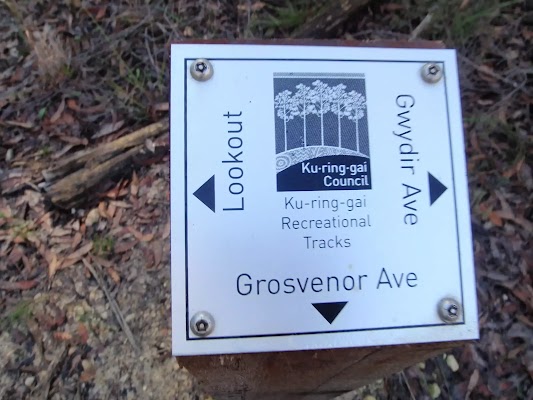 Ku-ring-gai
Council
Ku-ring-gai
Recreational
Tracks
Lookout
Gwydir Ave
Grosvenor Ave